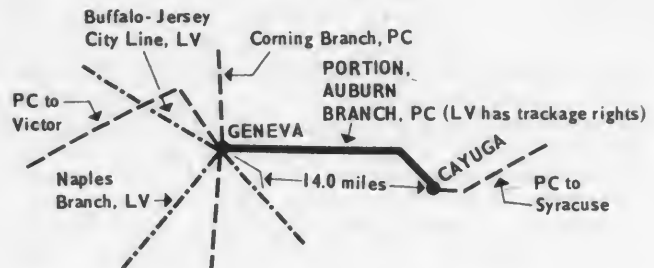 Buffalo-Jersey
City Line, LV
Corning Branch, PC
PORTION,
AUBURN
BRANCH, PC (LV has trackage rights)
PC to
Victor
GENEVA
CAYUGA
14.0 miles
Naples
Branch, LV
PC to
Syracuse